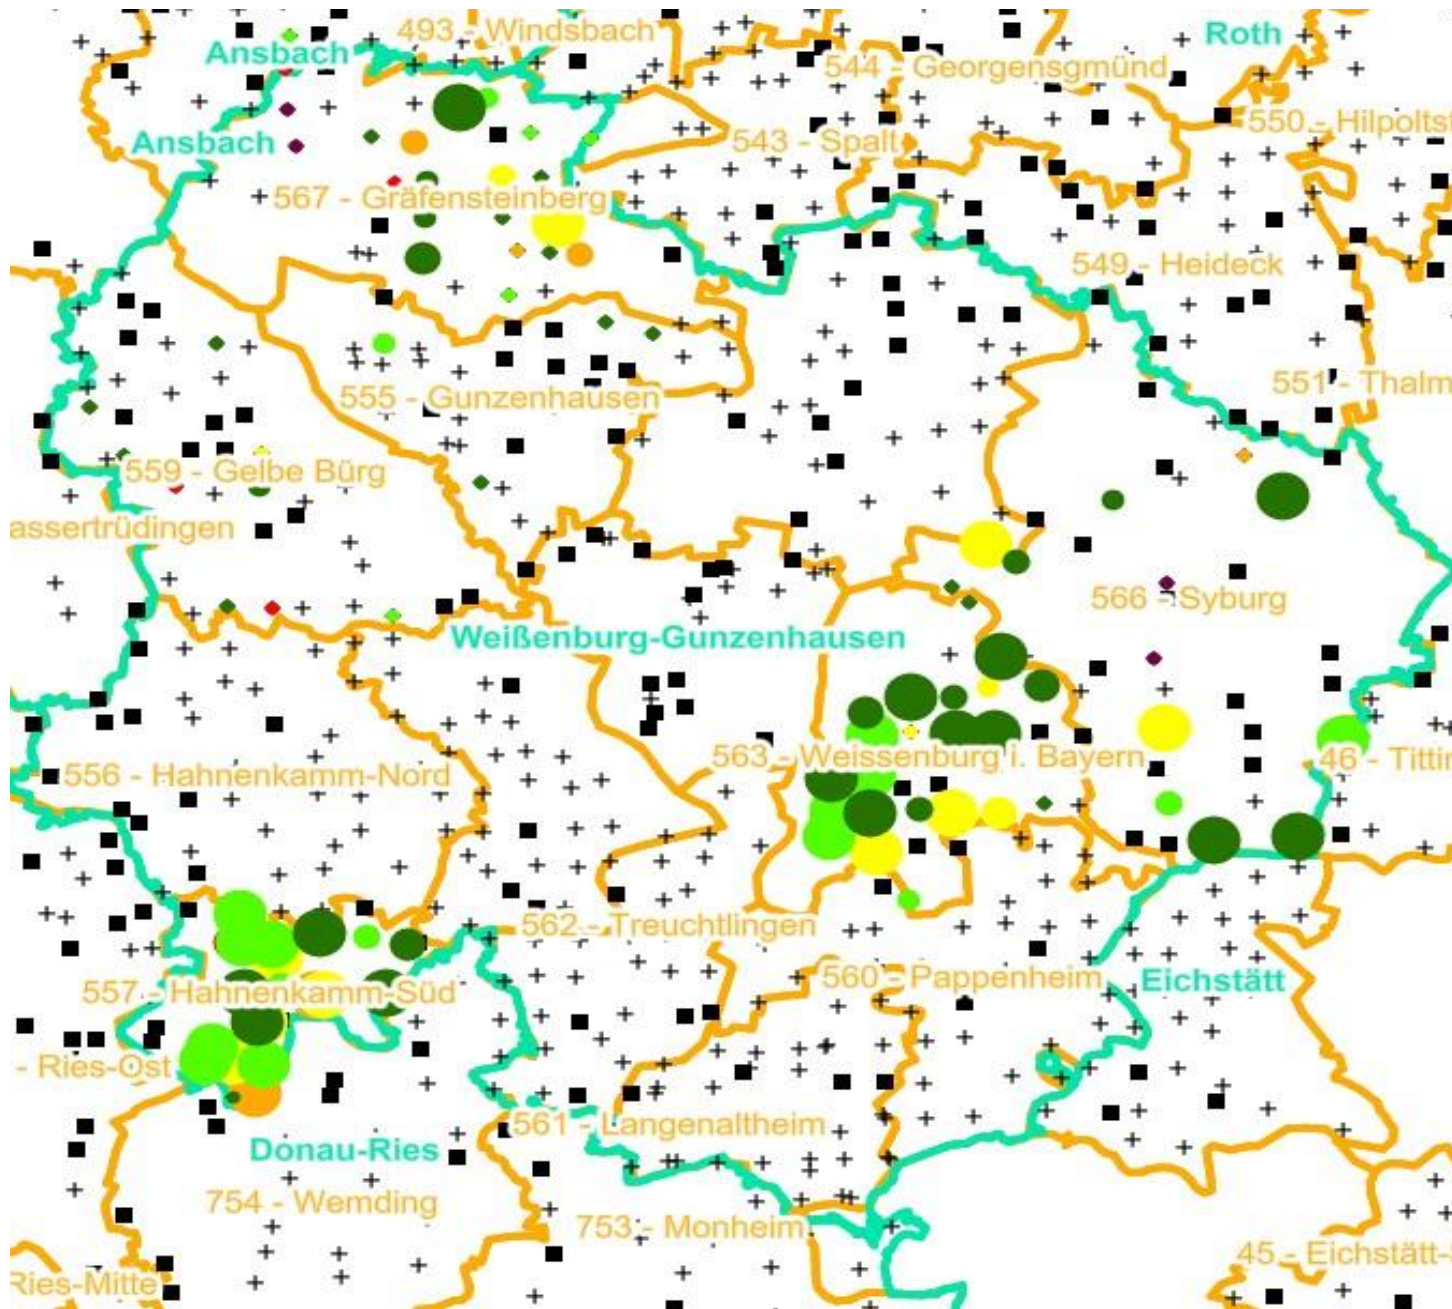 493 - Windsbach
Roth
Ansbach
544 - Georgensgmünd
550 - Hilpoltst
Ansbach
543 - Spalt
567 - Gräfensteinberg
549 - Heideck
551 - Thalm
555 - Gunzenhausen
559 - Gelbe Bürg
assertrüdingen
566 - Syburg
Weißenburg-Gunzenhausen
563 - Weissenburg i. Bayern
46 - Tittin
556 - Hahnenkamm-Nord
562 - Treuchtlingen
560 - Pappenheim
Eichstätt
557 - Hahnenkamm-Süd
- Ries-Ost
561 - Langenaltheim
Donau-Ries
754 - Wemding
753 - Monheim
45 - Eichstätt-
Ries-Mitte